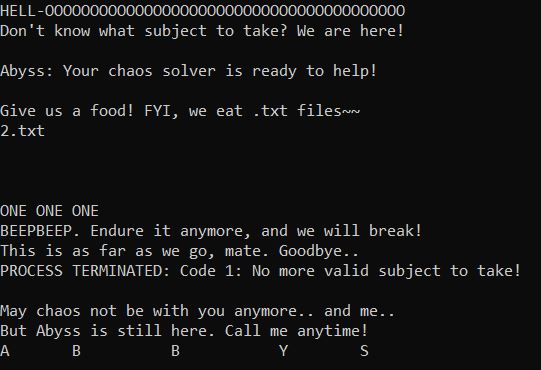 HELL-OOOOOOOOOOOOOOOOOOOOOOOOOOOOOOOOOOOOOOOO
Don't know what subject to take? We are here!
Abyss: Your chaos solver is ready to help!
Give us a food! FYI, we eat .txt files~~
2.txt
ONE ONE ONE
BEEPBEEP. Endure it anymore, and we will break!
This is as far as we go, mate. Goodbye..
PROCESS TERMINATED: Code 1: No more valid subject to take!
May chaos not be with you anymore.. and me..
But Abyss is still here. Call me anytime!
A B B Y S